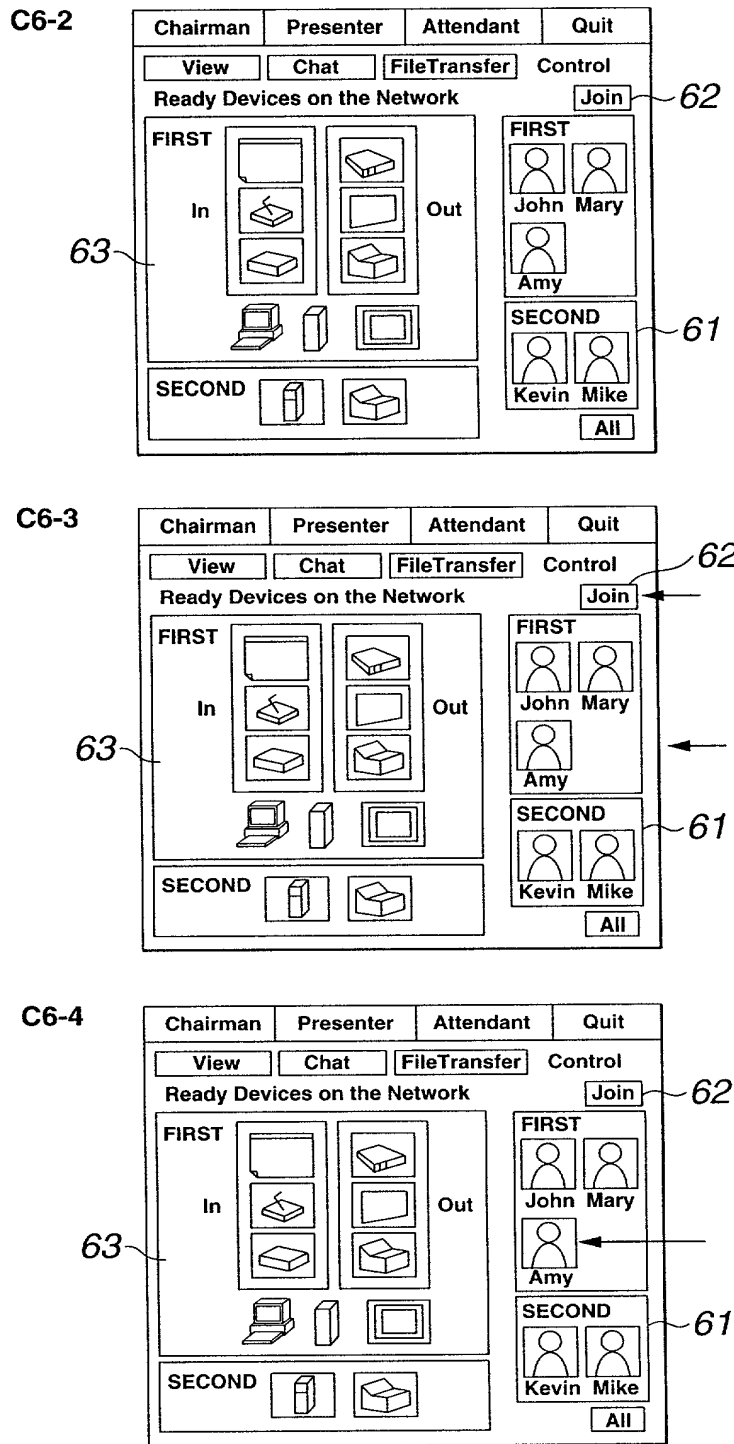 C6-2
Chairman Presenter Attendant Quit
View Chat FileTransfer Control
Ready Devices on the Network Join 62
FIRST FIRST
In Out John Mary
63
Amy
SECOND 61
SECOND Kevin Mike
All
C6-3
Chairman Presenter Attendant Quit
View Chat FileTransfer Control
62
Ready Devices on the Network Join
FIRST FIRST
In Out John Mary
63
Amy
SECOND 61
SECOND Kevin Mike
All
C6-4
Chairman Presenter Attendant Quit
View Chat FileTransfer Control
Ready Devices on the Network Join 62
FIRST FIRST
In Out John Mary
63
Amy
SECOND 61
SECOND Kevin Mike
All